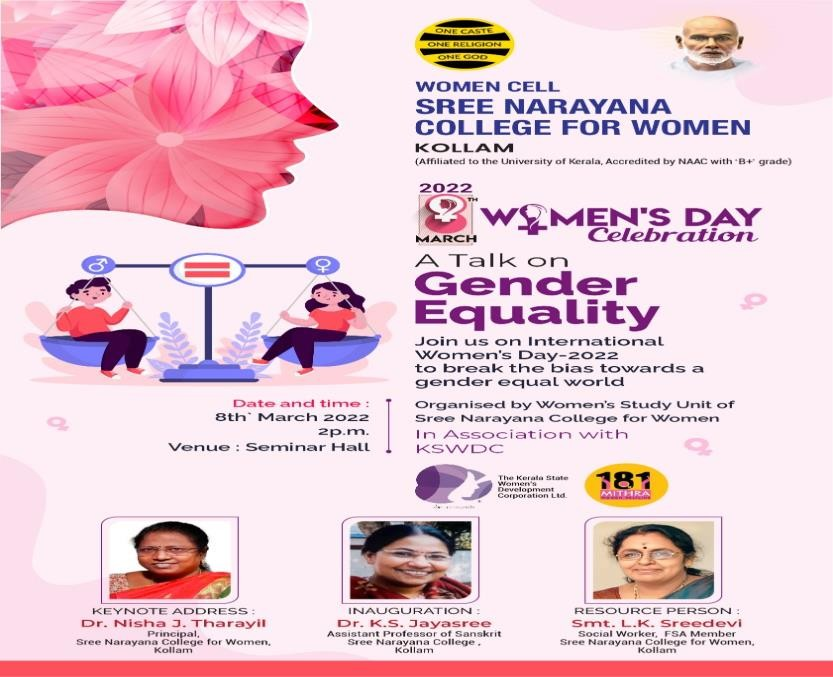 ONE CASTE
ONE RELIGION
ONE GOD
WOMEN CELL
SREE NARAYANA
COLLEGE FOR WOMEN
KOLLAM
(Affiliated to the University of Kerala, Accredited by NAAC with 'B+' grade)
2022
8TH
MARCH
WOMEN'S DAY
Celebration
A Talk on
Gender
Equality
Join us on International
Women's Day-2022
to break the bias towards a
gender equal world
Date and time :
8th` March 2022
2p.m.
Venue : Seminar Hall
Organised by Women's Study Unit of
Sree Narayana College for Women
In Association with
KSWDC
The Kerala State
Women's
Development
Corporation Ltd.
181
MITHRA
KEYNOTE ADDRESS :
Dr. Nisha J. Tharayil
Principal,
Sree Narayana College for Women,
Kollam
INAUGURATION :
Dr. K.S. Jayasree
Assistant Professor of Sanskrit
Sree Narayana College ,
Kollam
RESOURCE PERSON :
Smt. L.K. Sreedevi
Social Worker, FSA Member
Sree Narayana College for Women,
Kollam